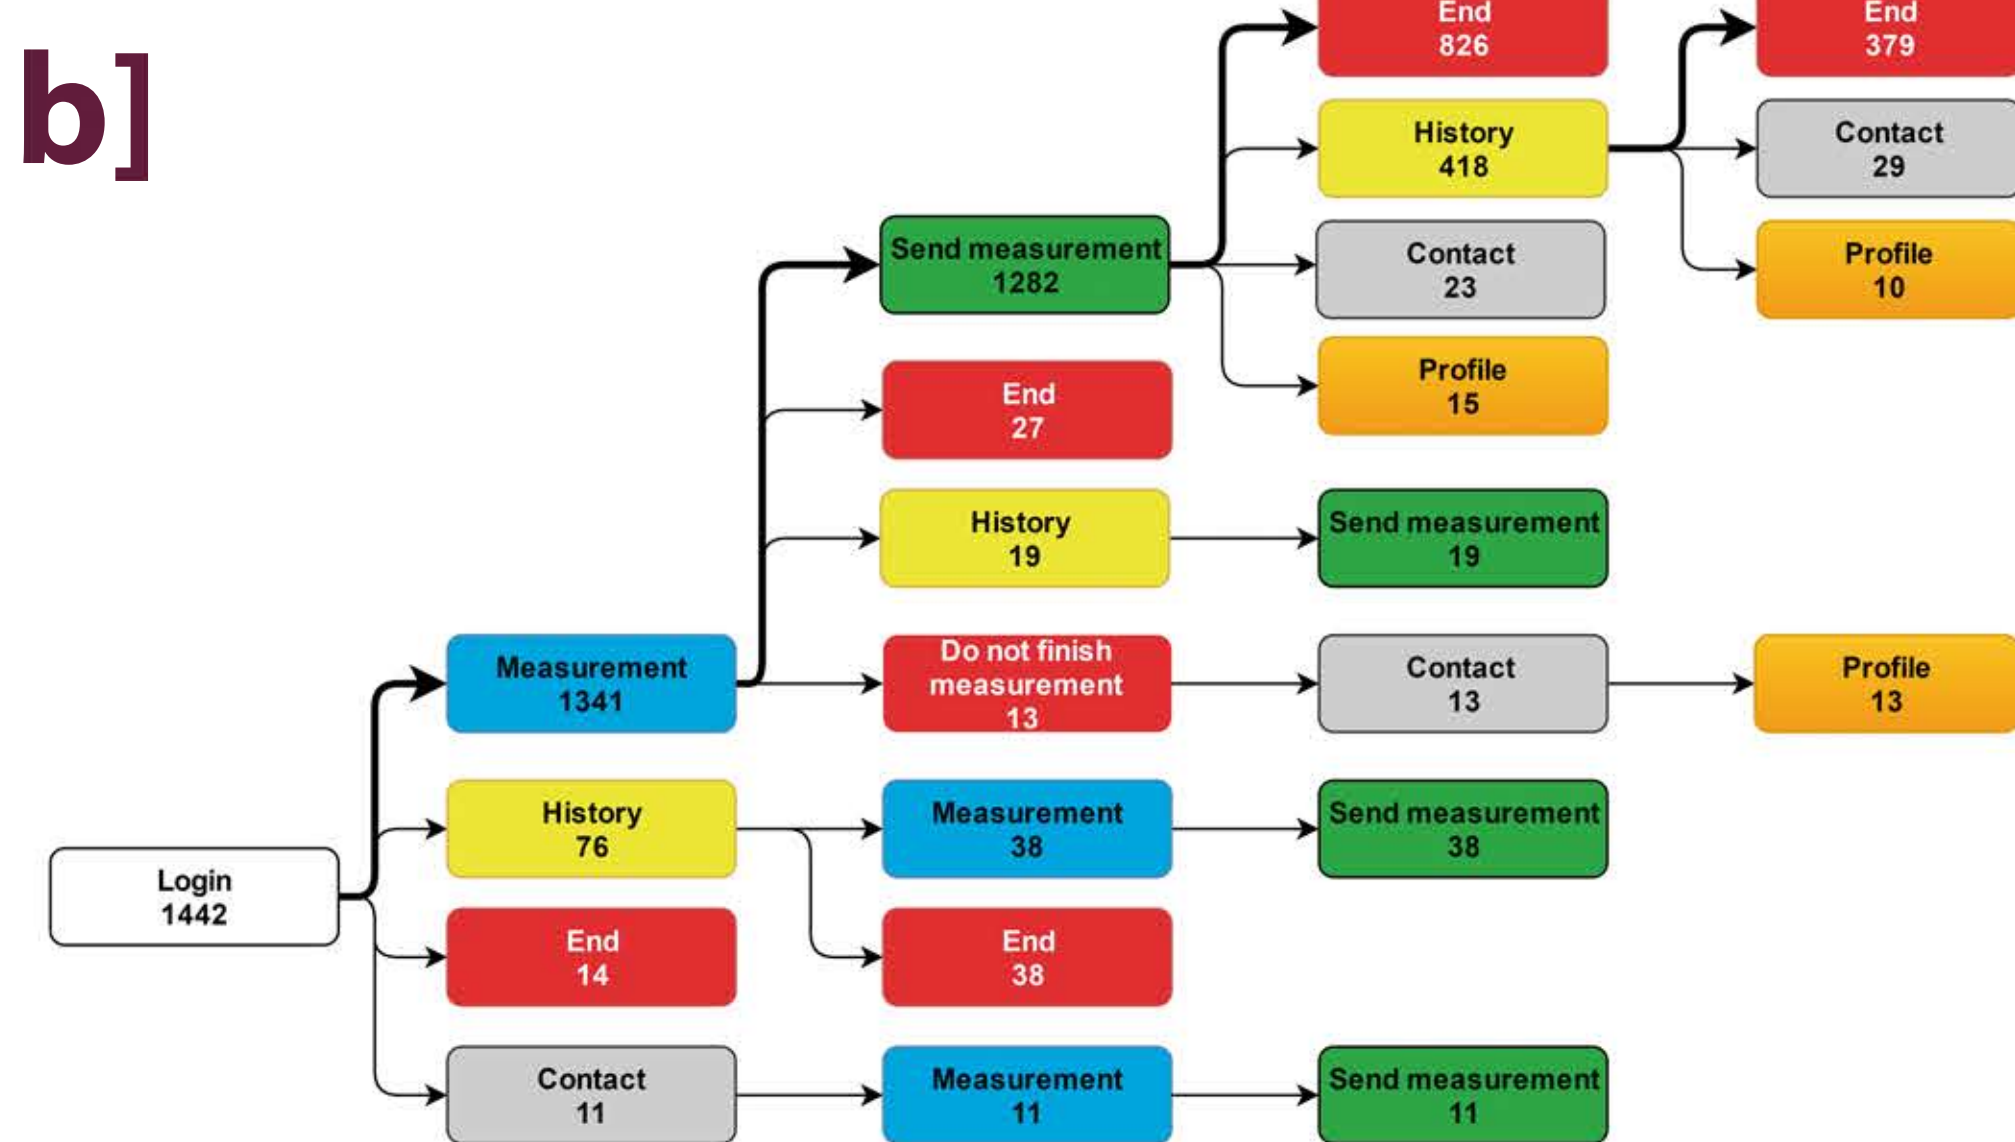 b]
End
826
End
379
History
418
Contact
29
Send measurement
1282
Contact
23
Profile
10
Profile
15
End
27
History
19
Send measurement
19
Measurement
1341
Do not finish
measurement
13
Contact
13
Profile
13
History
76
Measurement
38
Send measurement
38
Login
1442
End
14
End
38
Contact
11
Measurement
11
Send measurement
11